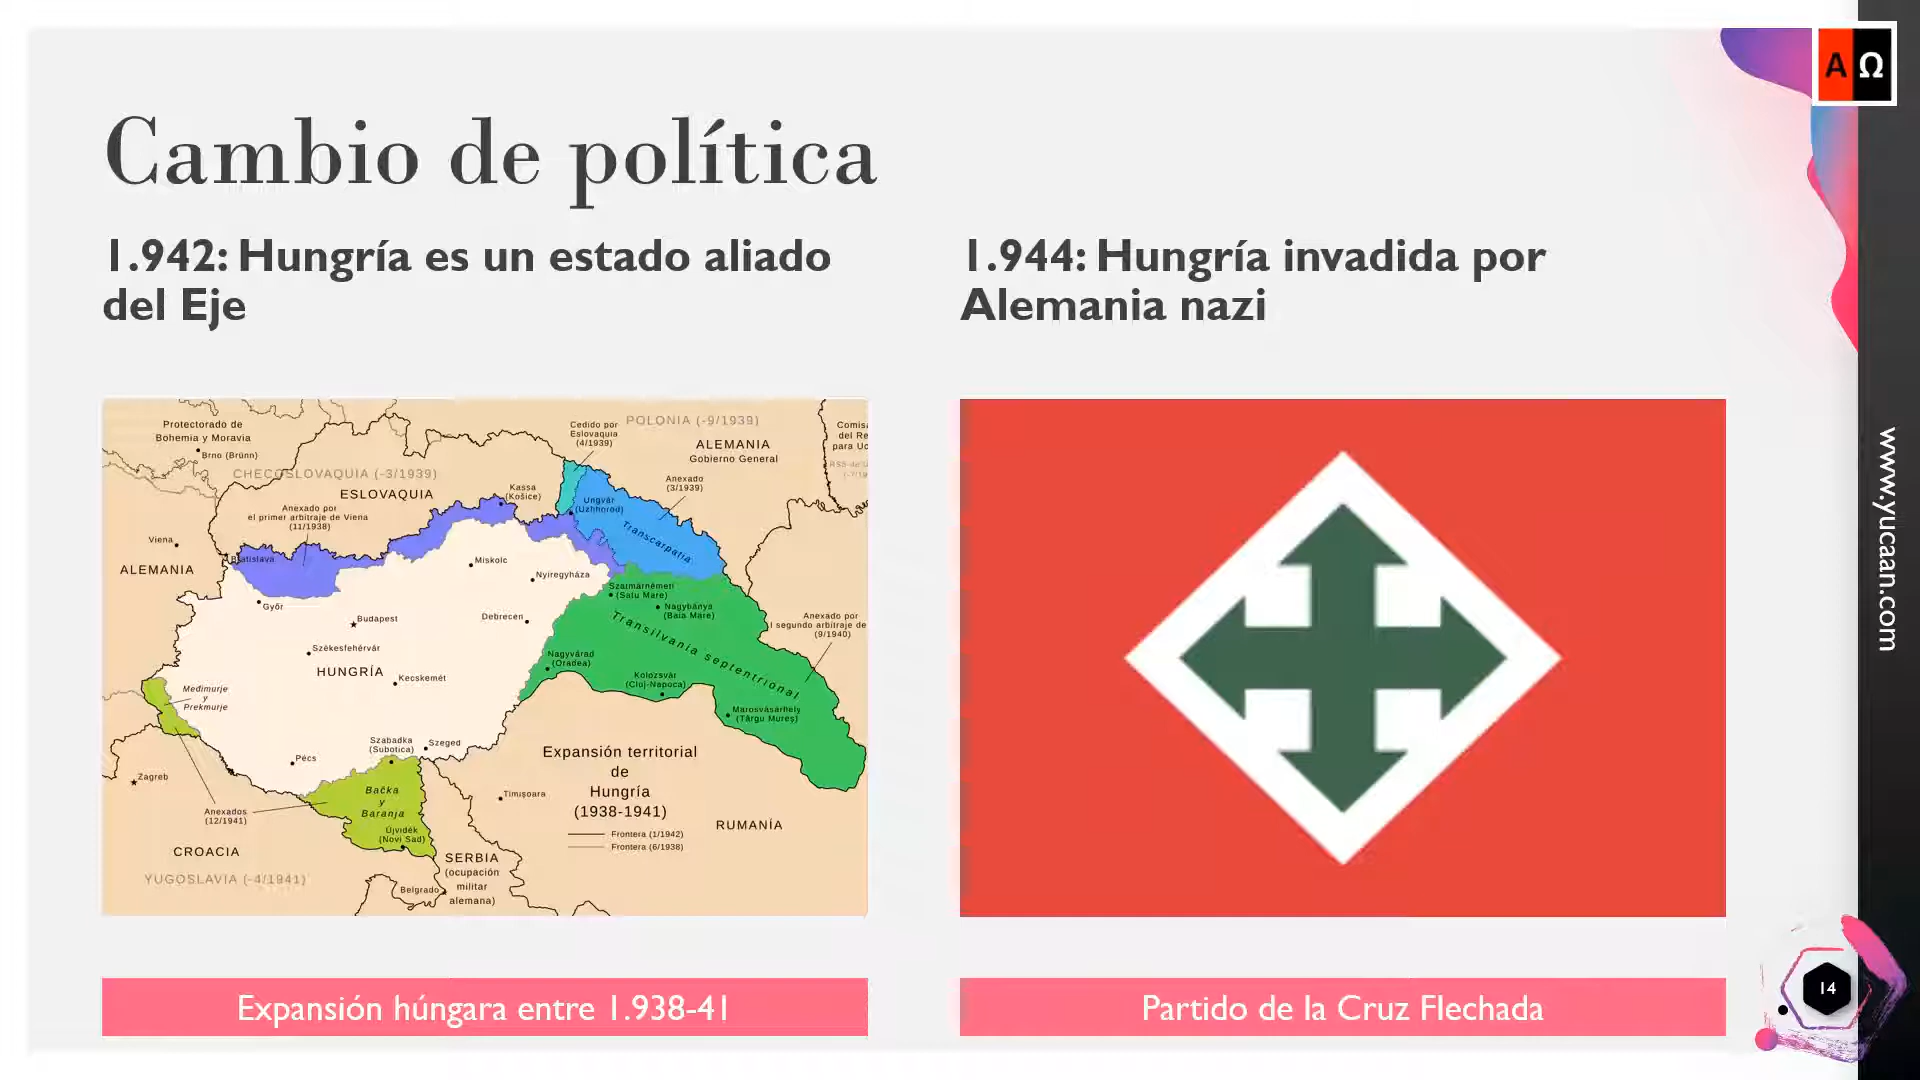 A Ω
Cambio de política
1.942: Hungría es un estado aliado
del Eje
1.944: Hungría invadida por
Alemania nazi
Protectorado de
Bohemia y Moravia
Brno (Brünn)
CHECOSLOVAQUIA (-3/1939)
ESLOVAQUIA
Anexado por
el primer arbitraje de Viena
(11/1938)
Cedido por
Eslovaquia
(4/1939)
POLONIA (-9/1939)
ALEMANIA
Gobierno General
Anexado
(3/1939)
Kassa
(Košice)
Ungvár
(Uzhhorod)
Transcarpatia
Viena
ALEMANIA
Bratislava
Miskolc
Nyíregyháza
Győr
Budapest
Debrecen
Szatmárnémeti
(Satu Mare)
Nagybánya
(Baia Mare)
Anexado por
l segundo arbitraje de
(9/1940)
Transilvania septentrional
Székesfehérvár
HUNGRÍA
Kecskemét
Nagyvárad
(Oradea)
Kolozsvár
(Cluj-Napoca)
Marosvásárhely
(Târgu Mureș)
Međimurje
y
Prekmurje
Szabadka
(Subotica)
Szeged
Pécs
Zagreb
Anexados
(12/1941)
Bačka
y
Baranja
Újvidék
(Novi Sad)
Timișoara
Expansión territorial
de
Hungría
(1938-1941)
Frontera (1/1942)
Frontera (6/1938)
RUMANÍA
CROACIA
YUGOSLAVIA (-4/1941)
SERBIA
(ocupación
militar
alemana)
Belgrado
Expansión húngara entre 1.938-41
Partido de la Cruz Flechada
www.yucaan.com
14